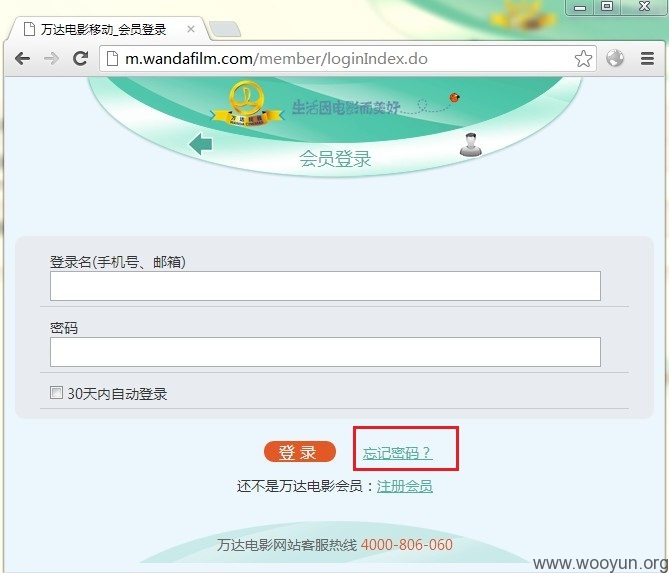 万达电影移动_会员登录
m.wandafilm.com/member/loginIndex.do
万达院线
生活因电影而美好
会员登录
登录名(手机号、邮箱)
密码
30天内自动登录
登 录 忘记密码？
还不是万达电影会员：注册会员
万达电影网站客服热线 4000-806-060
www.wooyun.org